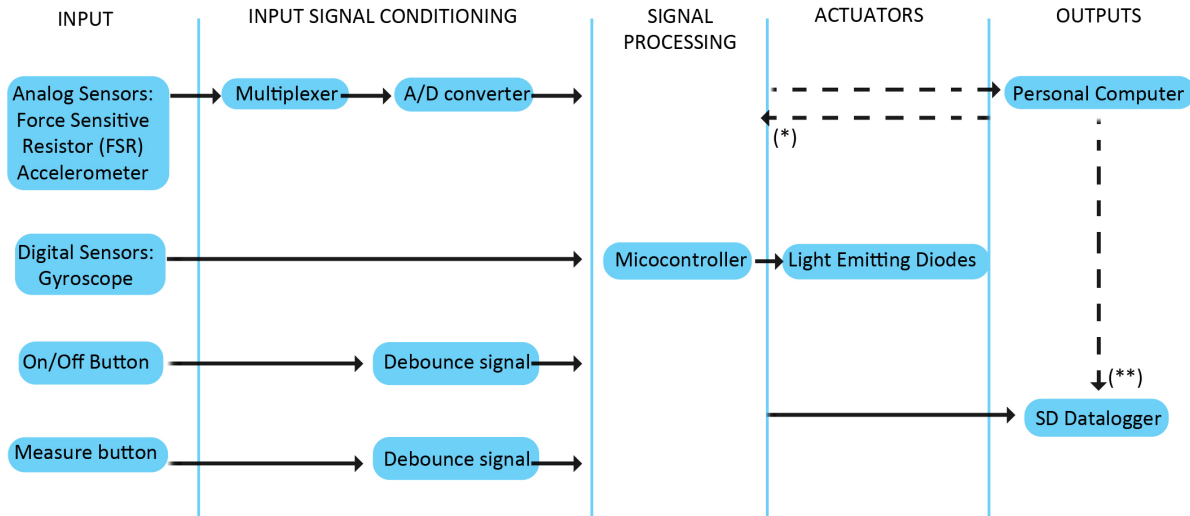 INPUT
INPUT SIGNAL CONDITIONING
SIGNAL
PROCESSING
ACTUATORS
OUTPUTS
Analog Sensors:
Force Sensitive
Resistor (FSR)
Accelerometer
Multiplexer
A/D converter
(*)
Personal Computer
Digital Sensors:
Gyroscope
Micocontroller
Light Emitting Diodes
On/Off Button
Debounce signal
(**)
SD Datalogger
Measure button
Debounce signal